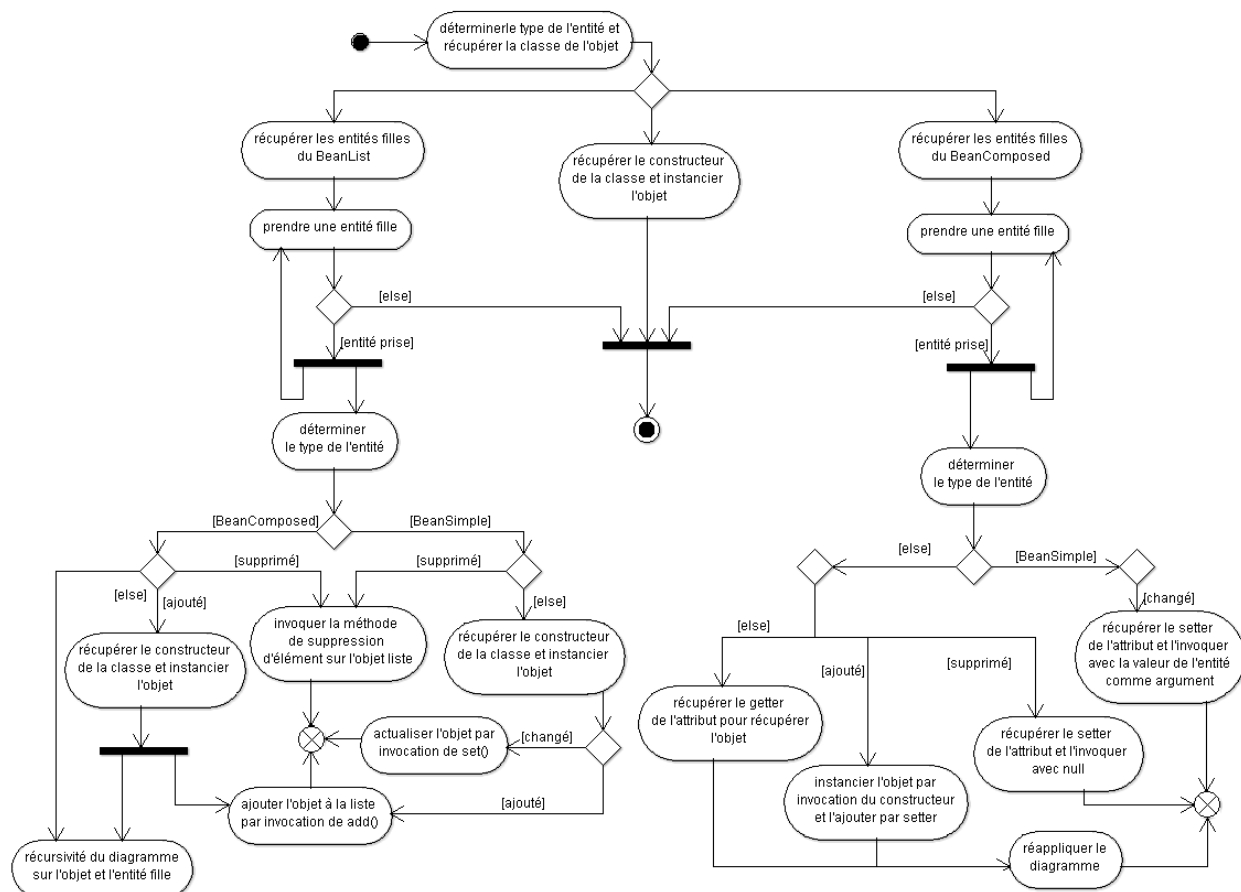 déterminerle type de l'entité et
récupérer la classe de l'objet
récupérer les entités filles
du BeanList
récupérer le constructeur
de la classe et instancier
l'objet
récupérer les entités filles
du BeanComposed
prendre une entité fille
prendre une entité fille
[else]
[else]
[entité prise]
[entité prise]
déterminer
le type de l'entité
déterminer
le type de l'entité
[BeanComposed]
[BeanSimple]
[supprimé]
[supprimé]
[else]
[ajouté]
[else]
récupérer le constructeur
de la classe et instancier
l'objet
invoquer la méthode
de suppression
d'élément sur l'objet liste
récupérer le constructeur
de la classe et instancier
l'objet
actualiser l'objet par
invocation de set()
[changé]
[ajouté]
ajouter l'objet à la liste
par invocation de add()
récursivité du diagramme
sur l'objet et l'entité fille
[else]
[BeanSimple]
[changé]
récupérer le setter
de l'attribut et l'invoquer
avec la valeur de l'entité
comme argument
[else]
[ajouté]
[supprimé]
récupérer le getter
de l'attribut pour récupérer
l'objet
instancier l'objet par
invocation du constructeur
et l'ajouter par setter
récupérer le setter
de l'attribut et l'invoquer
avec null
réappliquer le
diagramme